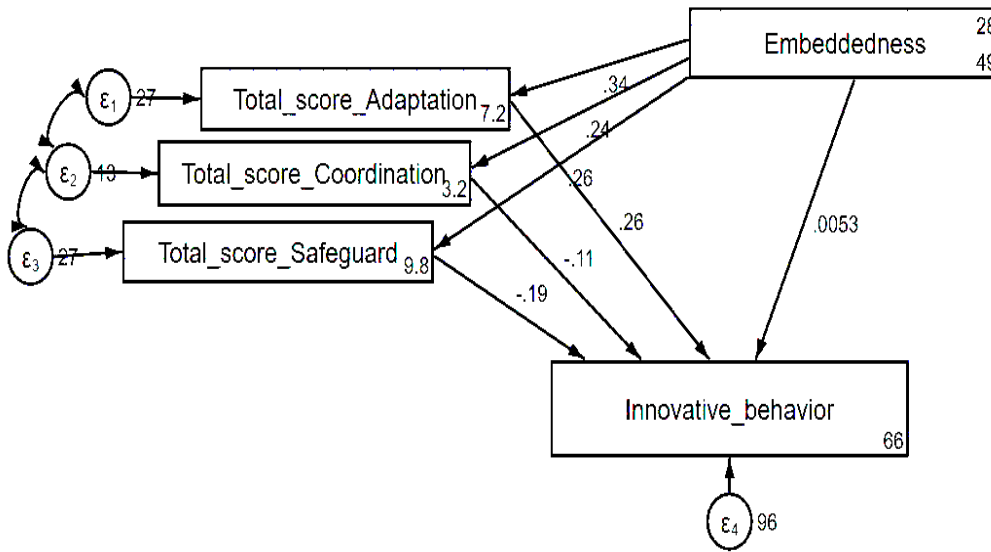 28
Embeddedness
49
ε1
27
Total_score_Adaptation
7.2
.34
ε2
13
Total_score_Coordination
3.2
.24
.26
ε3
27
Total_score_Safeguard
9.8
.26
-.11
-.19
.0053
Innovative_behavior
66
ε4
96